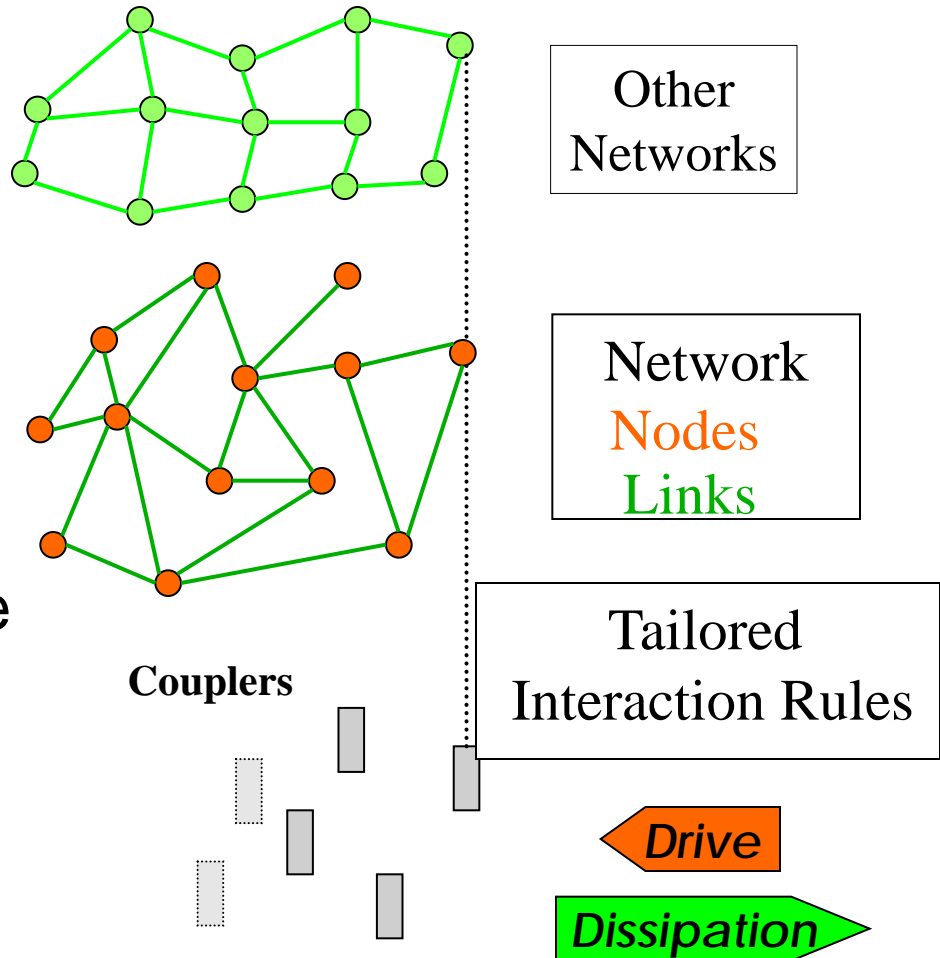 Other
Networks
Network
Nodes
Links
e
Tailored
Interaction Rules
Couplers
Drive
Dissipation